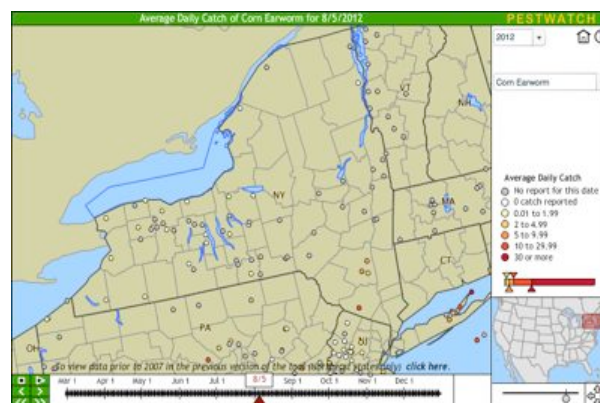 Average Daily Catch of Corn Earworm for 8/5/2012
PESTWATCH
2012
Corn Earworm
VT
NH
NY
MA
CT
PA
OH
NJ
Average Daily Catch
No report for this date
0 catch reported
0.01 to 1.99
2 to 4.99
5 to 9.99
10 to 29.99
30 or more
To view data prior to 2007 in the previous version of the tool (northeast states only) click here.
8/5
Mar 1 Apr 1 May 1 Jun 1 Jul 1 Sep 1 Oct 1 Nov 1 Dec 1